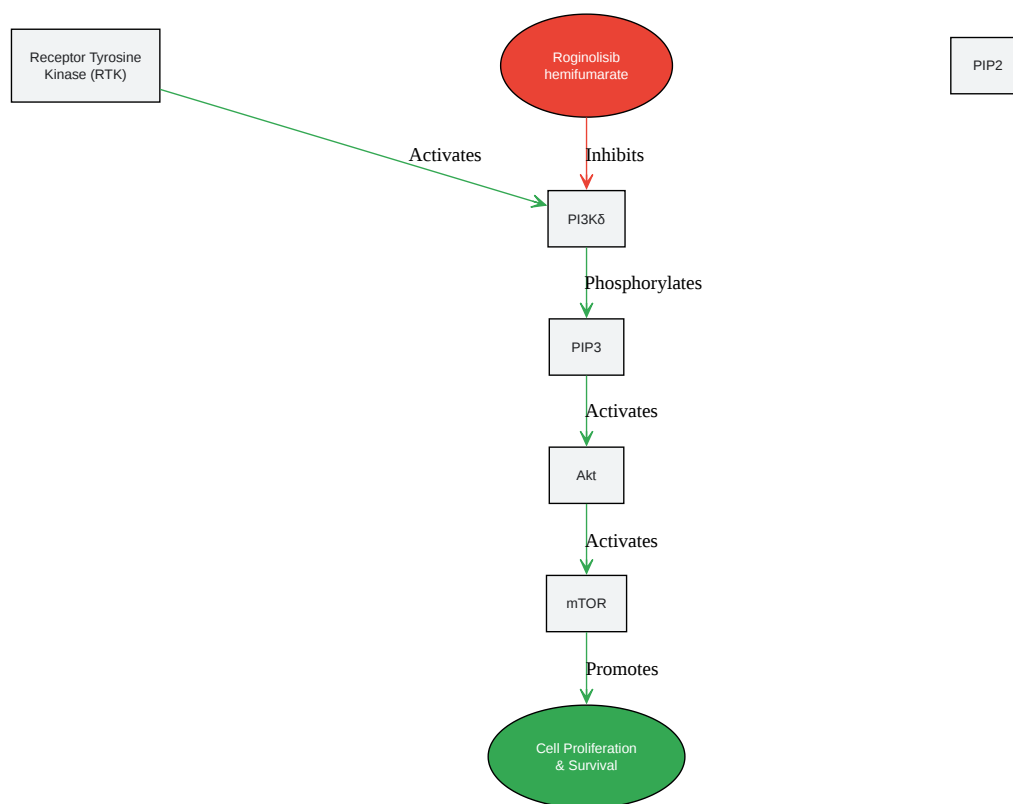 Receptor Tyrosine
Kinase (RTK)
Roginolisib
hemifumarate
PIP2
Activates
Inhibits
PI3Kδ
Phosphorylates
PIP3
Activates
Akt
Activates
mTOR
Promotes
Cell Proliferation
& Survival